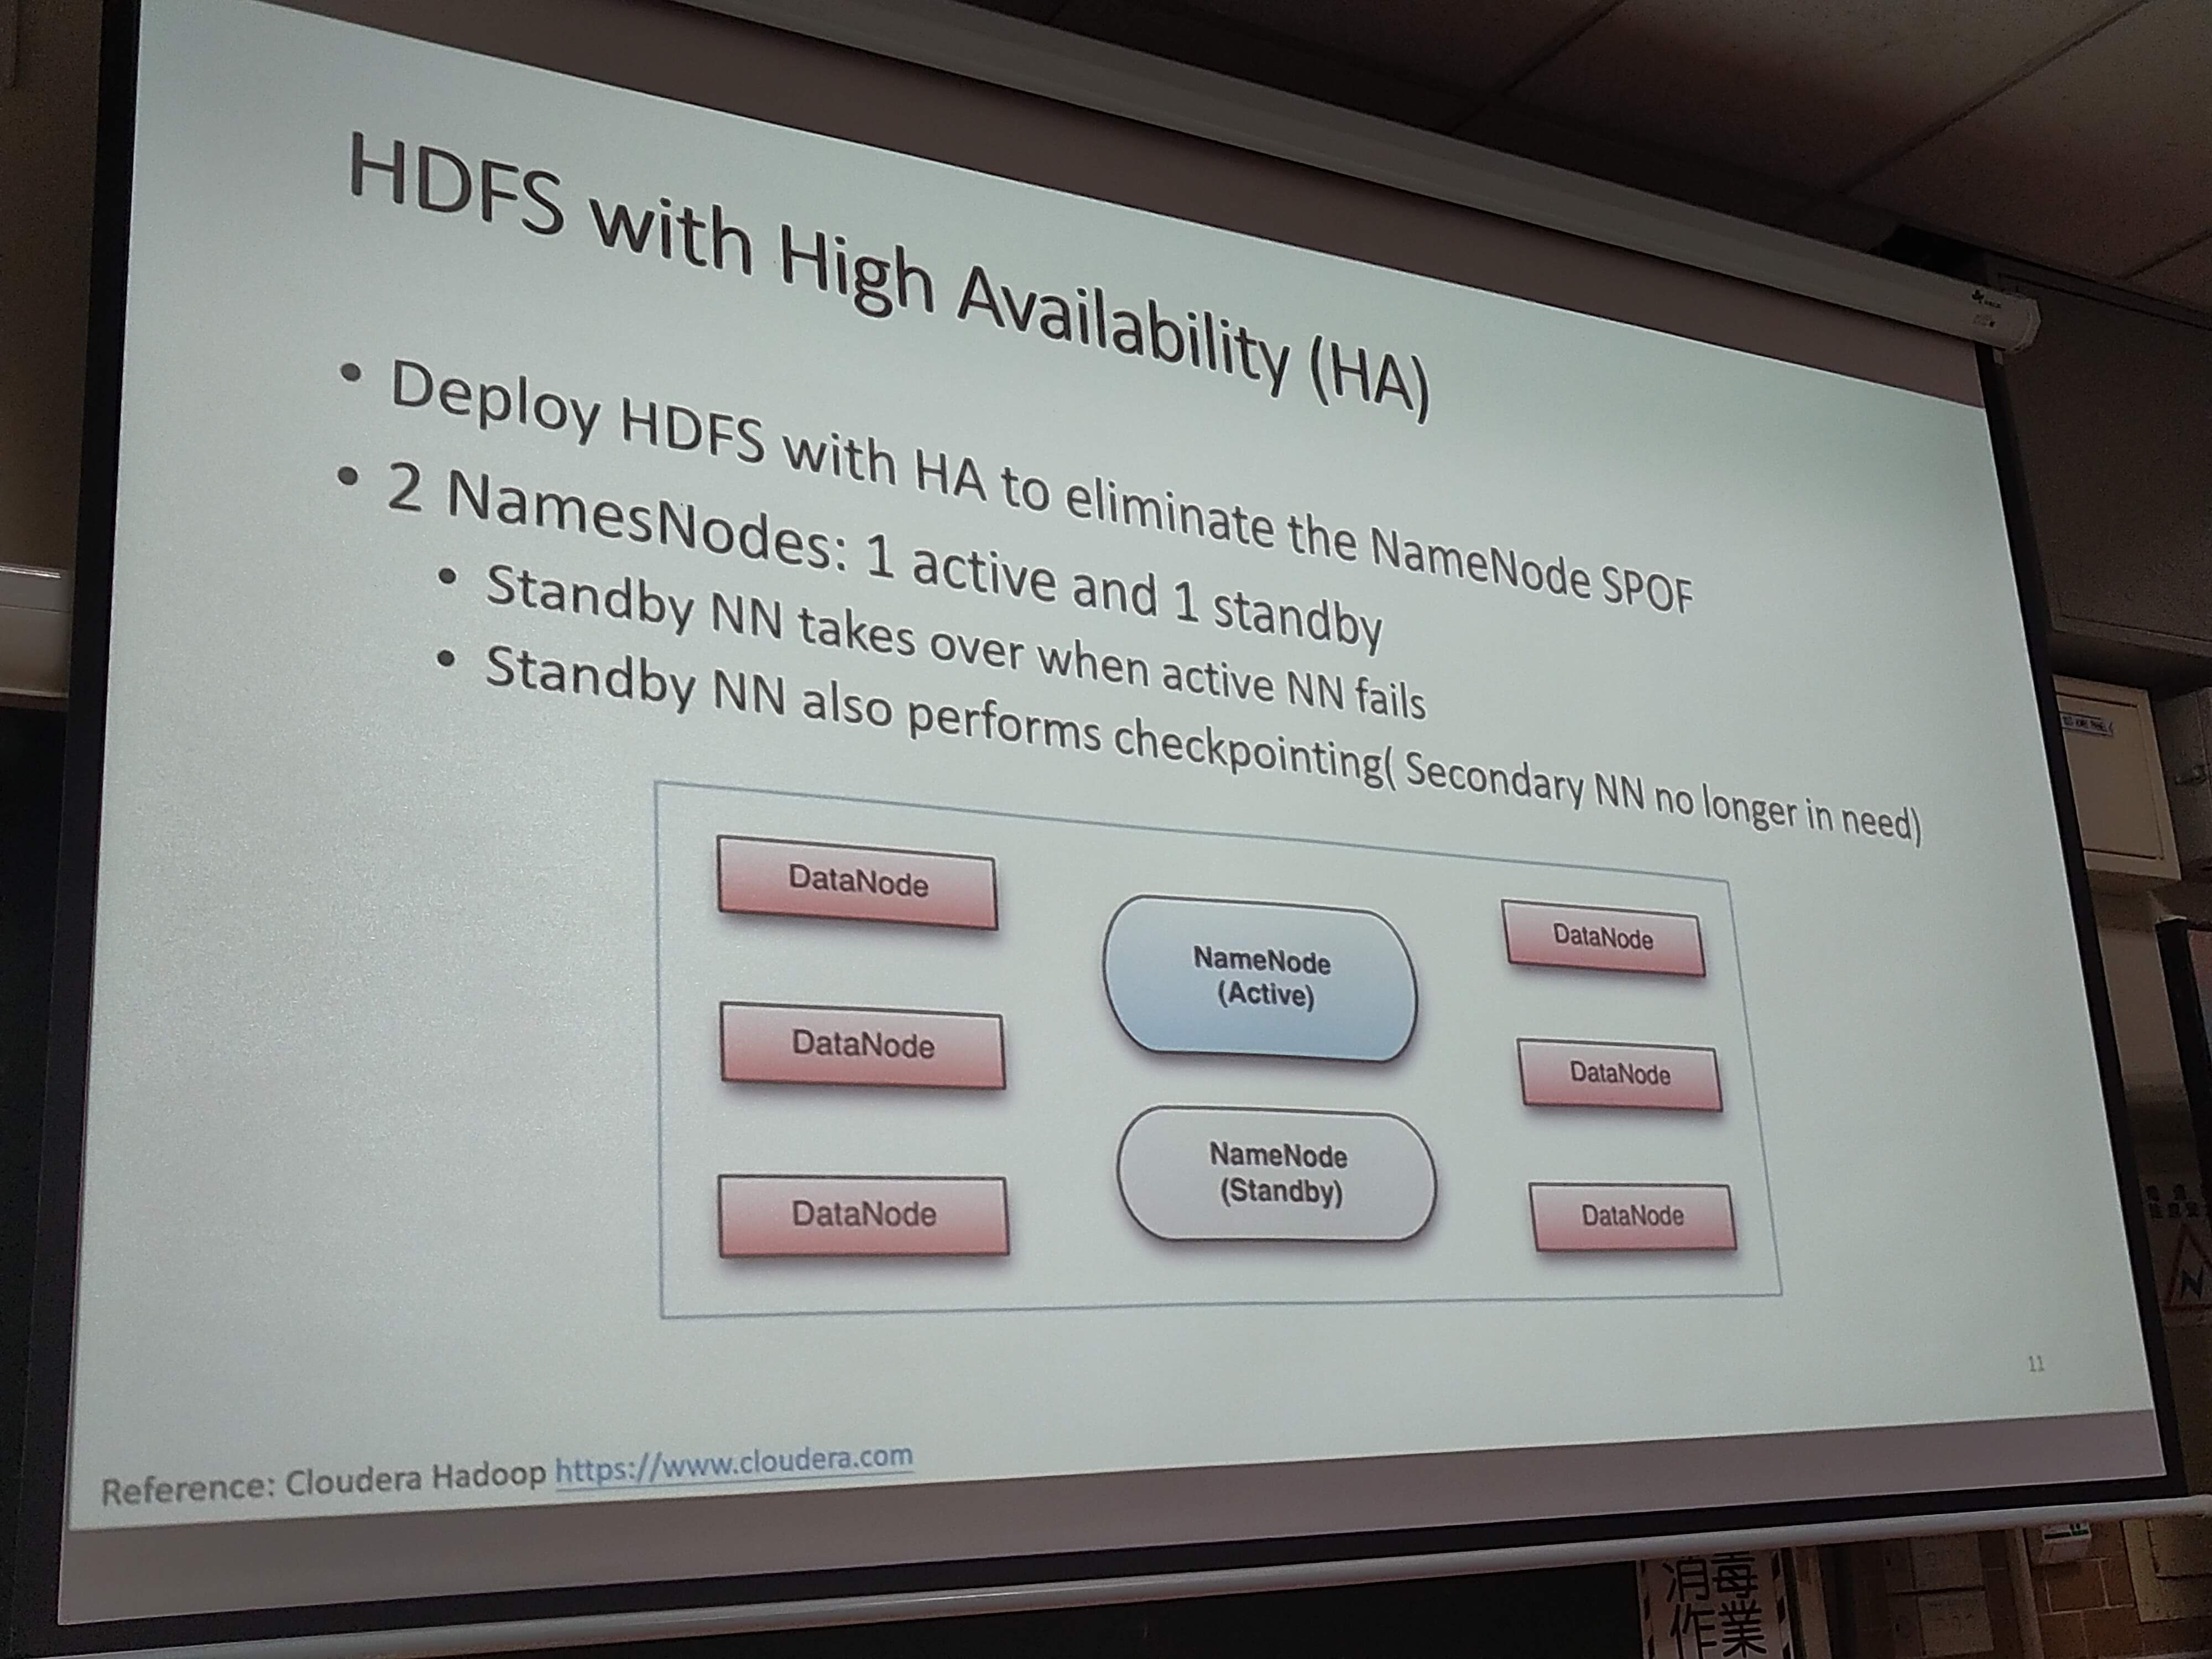 HDFS with High Availability (HA)
• Deploy HDFS with HA to eliminate the NameNode SPOF
• 2 NamesNodes: 1 active and 1 standby
• Standby NN takes over when active NN fails
• Standby NN also performs checkpointing( Secondary NN no longer in need)
DataNode
NameNode
(Active)
DataNode
DataNode
DataNode
NameNode
(Standby)
DataNode
DataNode
11
Reference: Cloudera Hadoop https://www.cloudera.com
消毒
作業